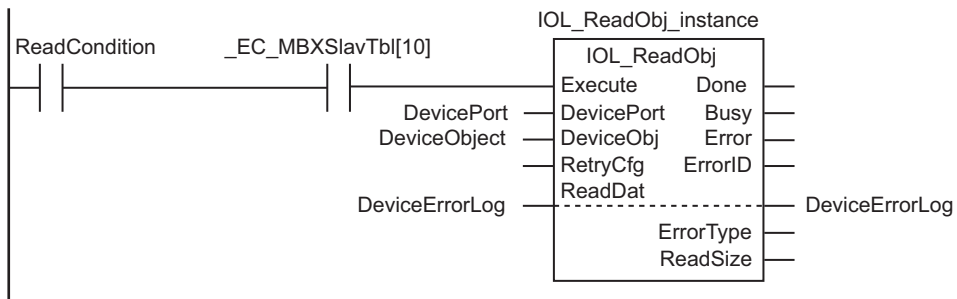 IOL_ReadObj_instance
ReadCondition _EC_MBXSlavTbl[10] IOL_ReadObj
Execute Done
DevicePort DevicePort Busy
DeviceObject DeviceObj Error
RetryCfg ErrorID
ReadDat
DeviceErrorLog DeviceErrorLog
ErrorType
ReadSize